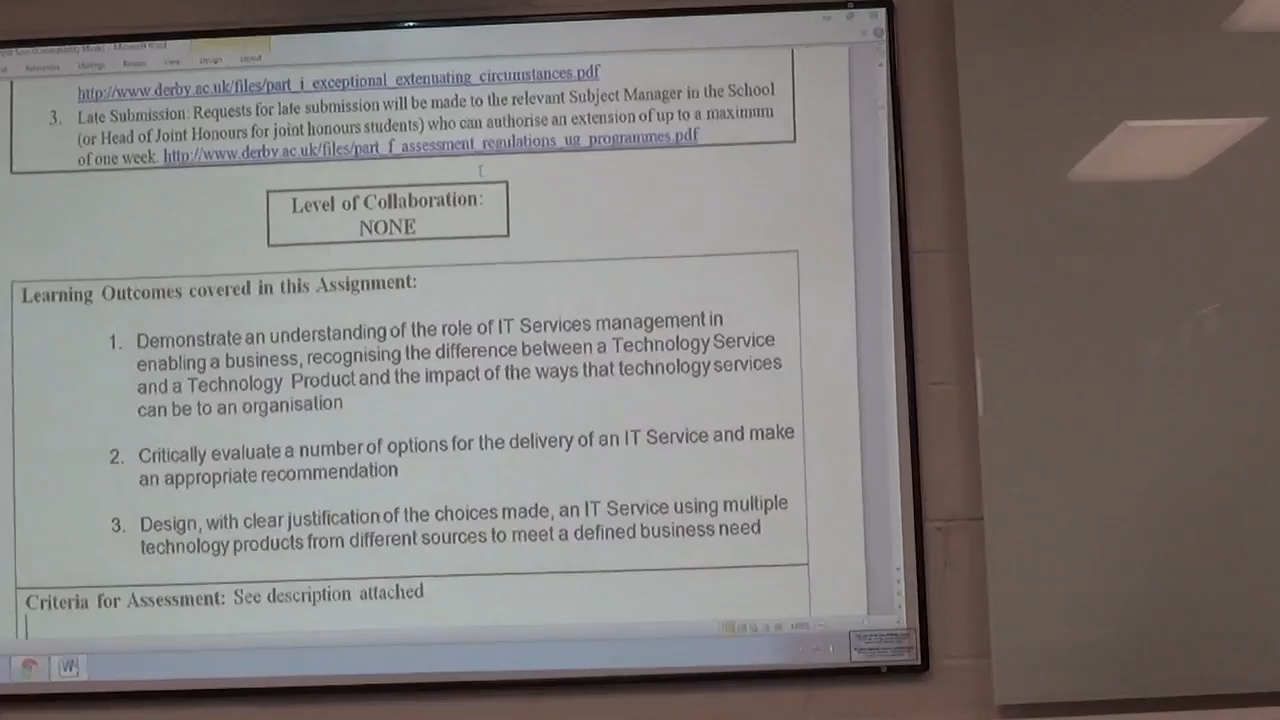 http://www.derby.ac.uk/files/part_i_exceptional_extentuating_circumstances.pdf
3. Late Submission: Requests for late submission will be made to the relevant Subject Manager in the School
(or Head of Joint Honours for joint honours students) who can authorise an extension of up to a maximum
of one week. http://www.derby.ac.uk/files/part_f_assessment_regulations_ug_programmes.pdf
Level of Collaboration:
NONE
Learning Outcomes covered in this Assignment:
1. Demonstrate an understanding of the role of IT Services management in
enabling a business, recognising the difference between a Technology Service
and a Technology Product and the impact of the ways that technology services
can be to an organisation
2. Critically evaluate a number of options for the delivery of an IT Service and make
an appropriate recommendation
3. Design, with clear justification of the choices made, an IT Service using multiple
technology products from different sources to meet a defined business need
Criteria for Assessment: See description attached